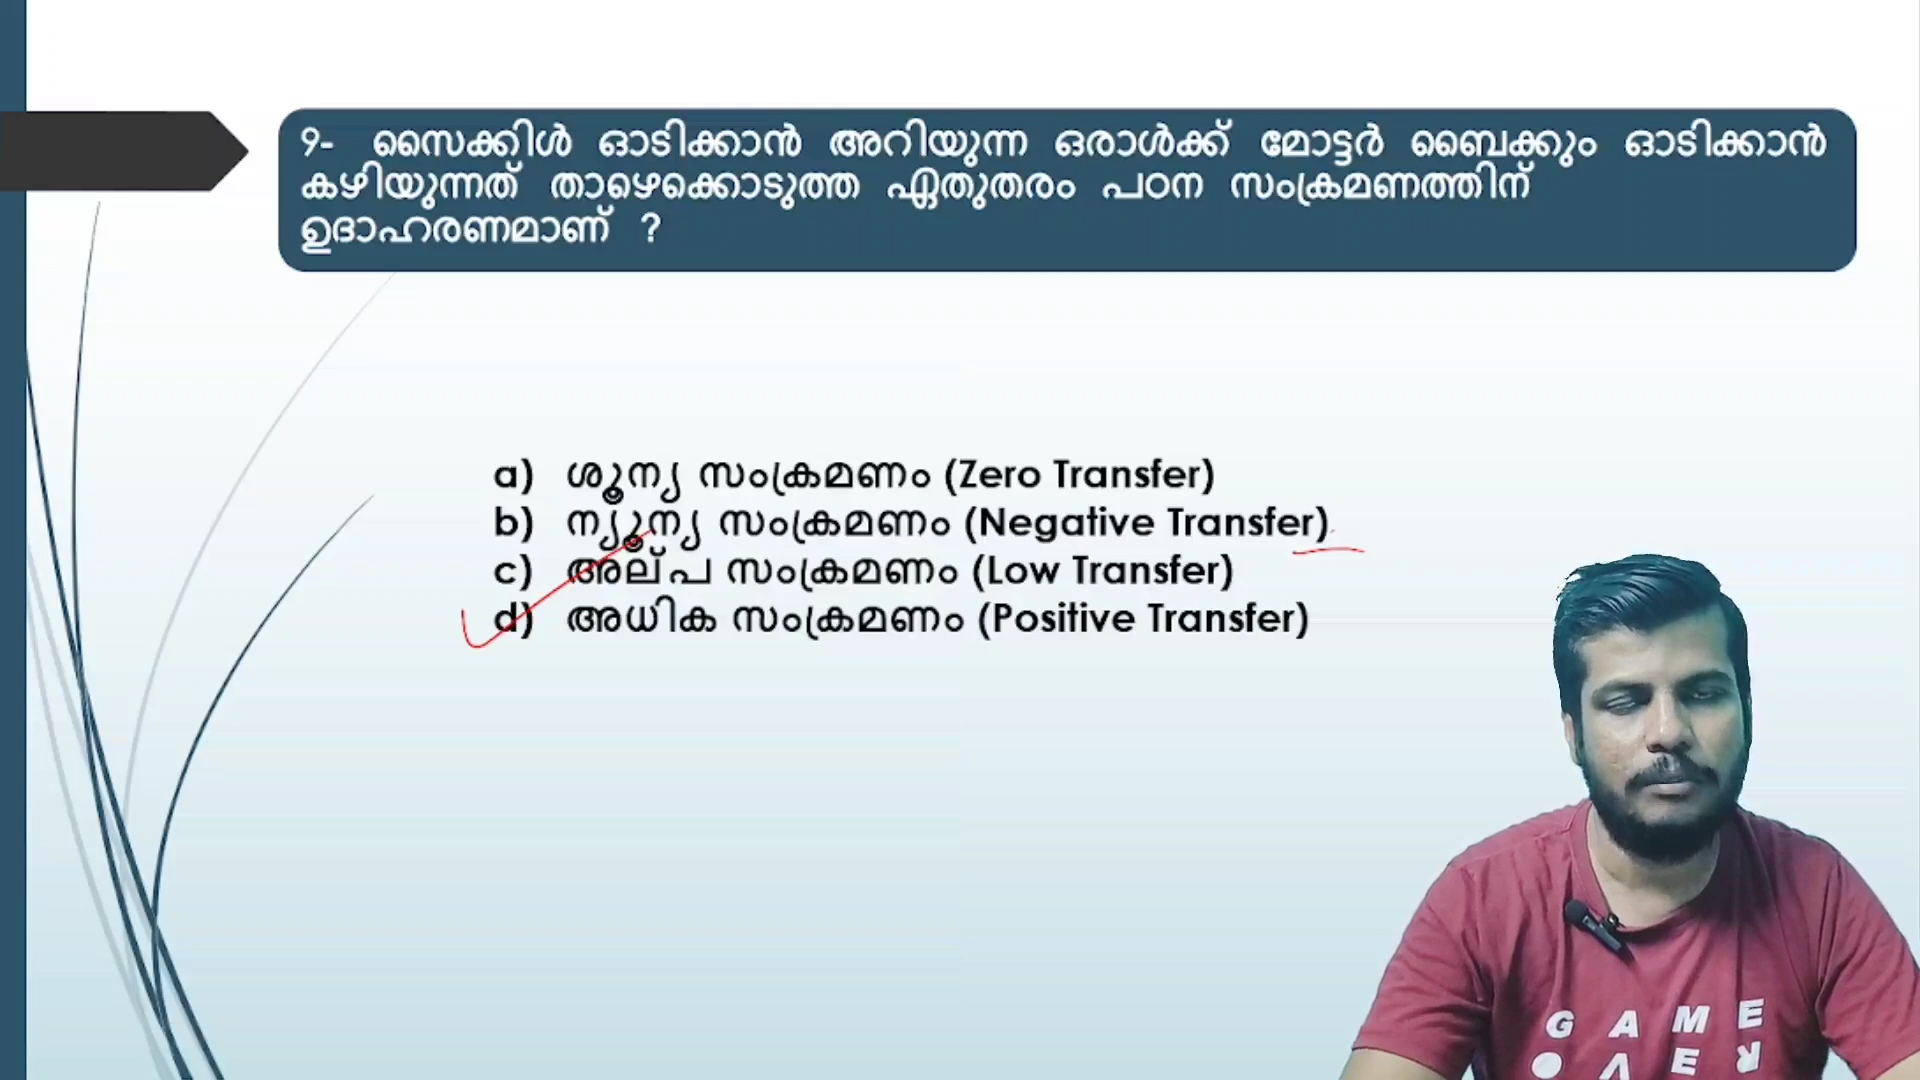 9- സൈക്കിൾ ഓടിക്കാൻ അറിയുന്ന ഒരാൾക്ക് മോട്ടർ ബൈക്കും ഓടിക്കാൻ
കഴിയുന്നത് താഴെക്കൊടുത്ത ഏതുതരം പഠന സംക്രമണത്തിന്
ഉദാഹരണമാണ് ?
a) ശൂന്യ സംക്രമണം (Zero Transfer)
b) ന്യൂന്യ സംക്രമണം (Negative Transfer)
c) അല്പ സംക്രമണം (Low Transfer)
d) അധിക സംക്രമണം (Positive Transfer)
GAME